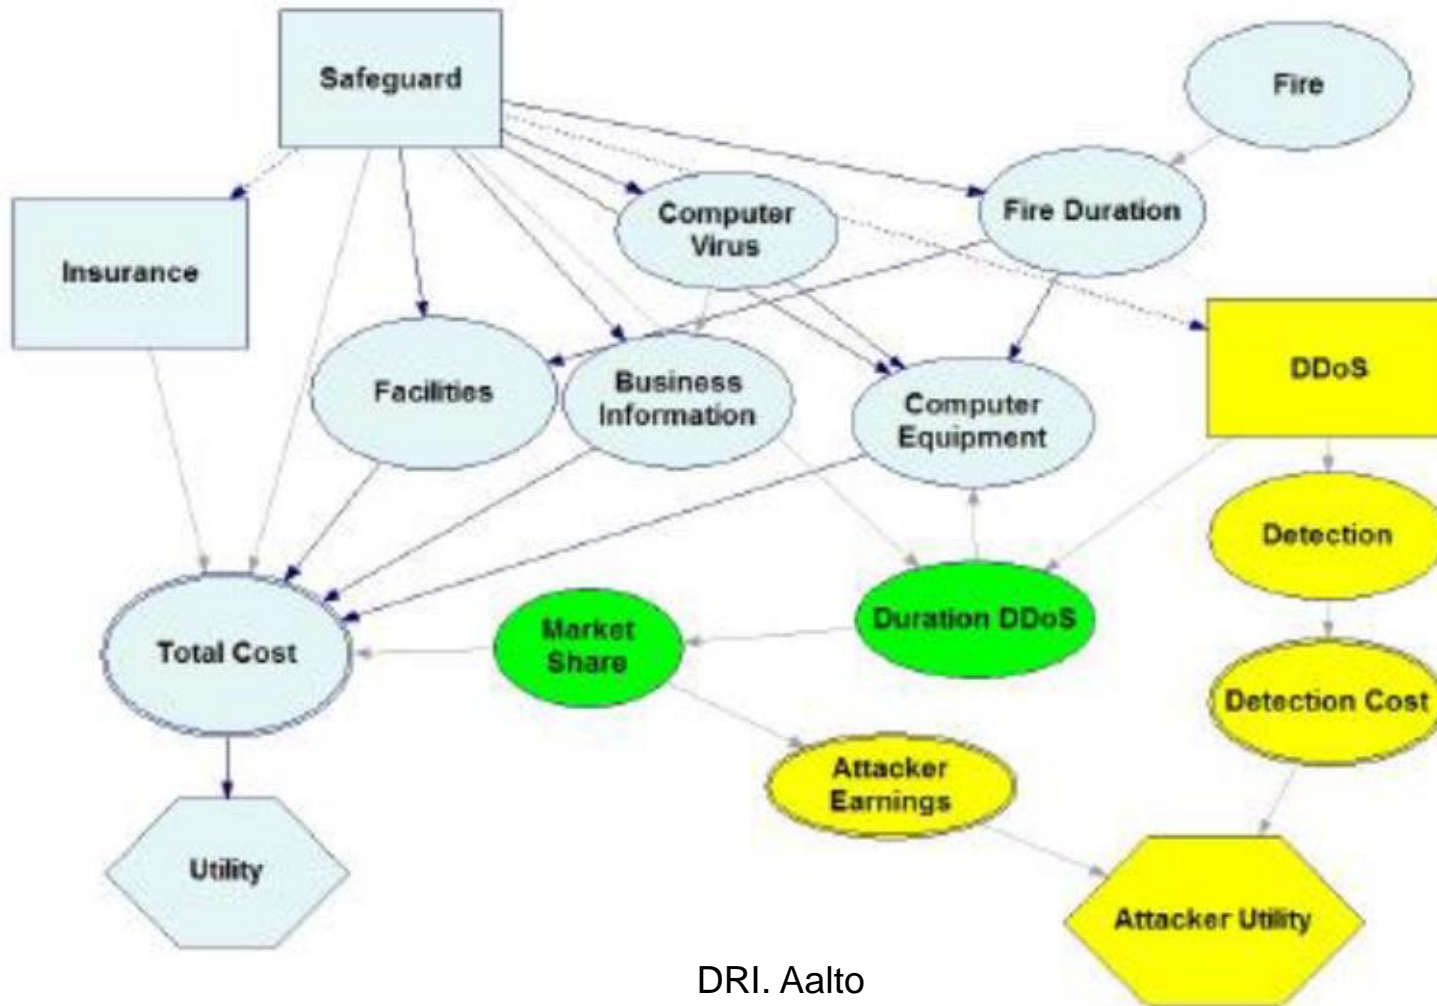 Safeguard
Fire
Computer
Virus
Fire Duration
Insurance
Facilities
Business
Information
Computer
Equipment
DDoS
Detection
Duration DDoS
Market
Share
Total Cost
Detection Cost
Attacker
Earnings
Utility
Attacker Utility
DRI. Aalto